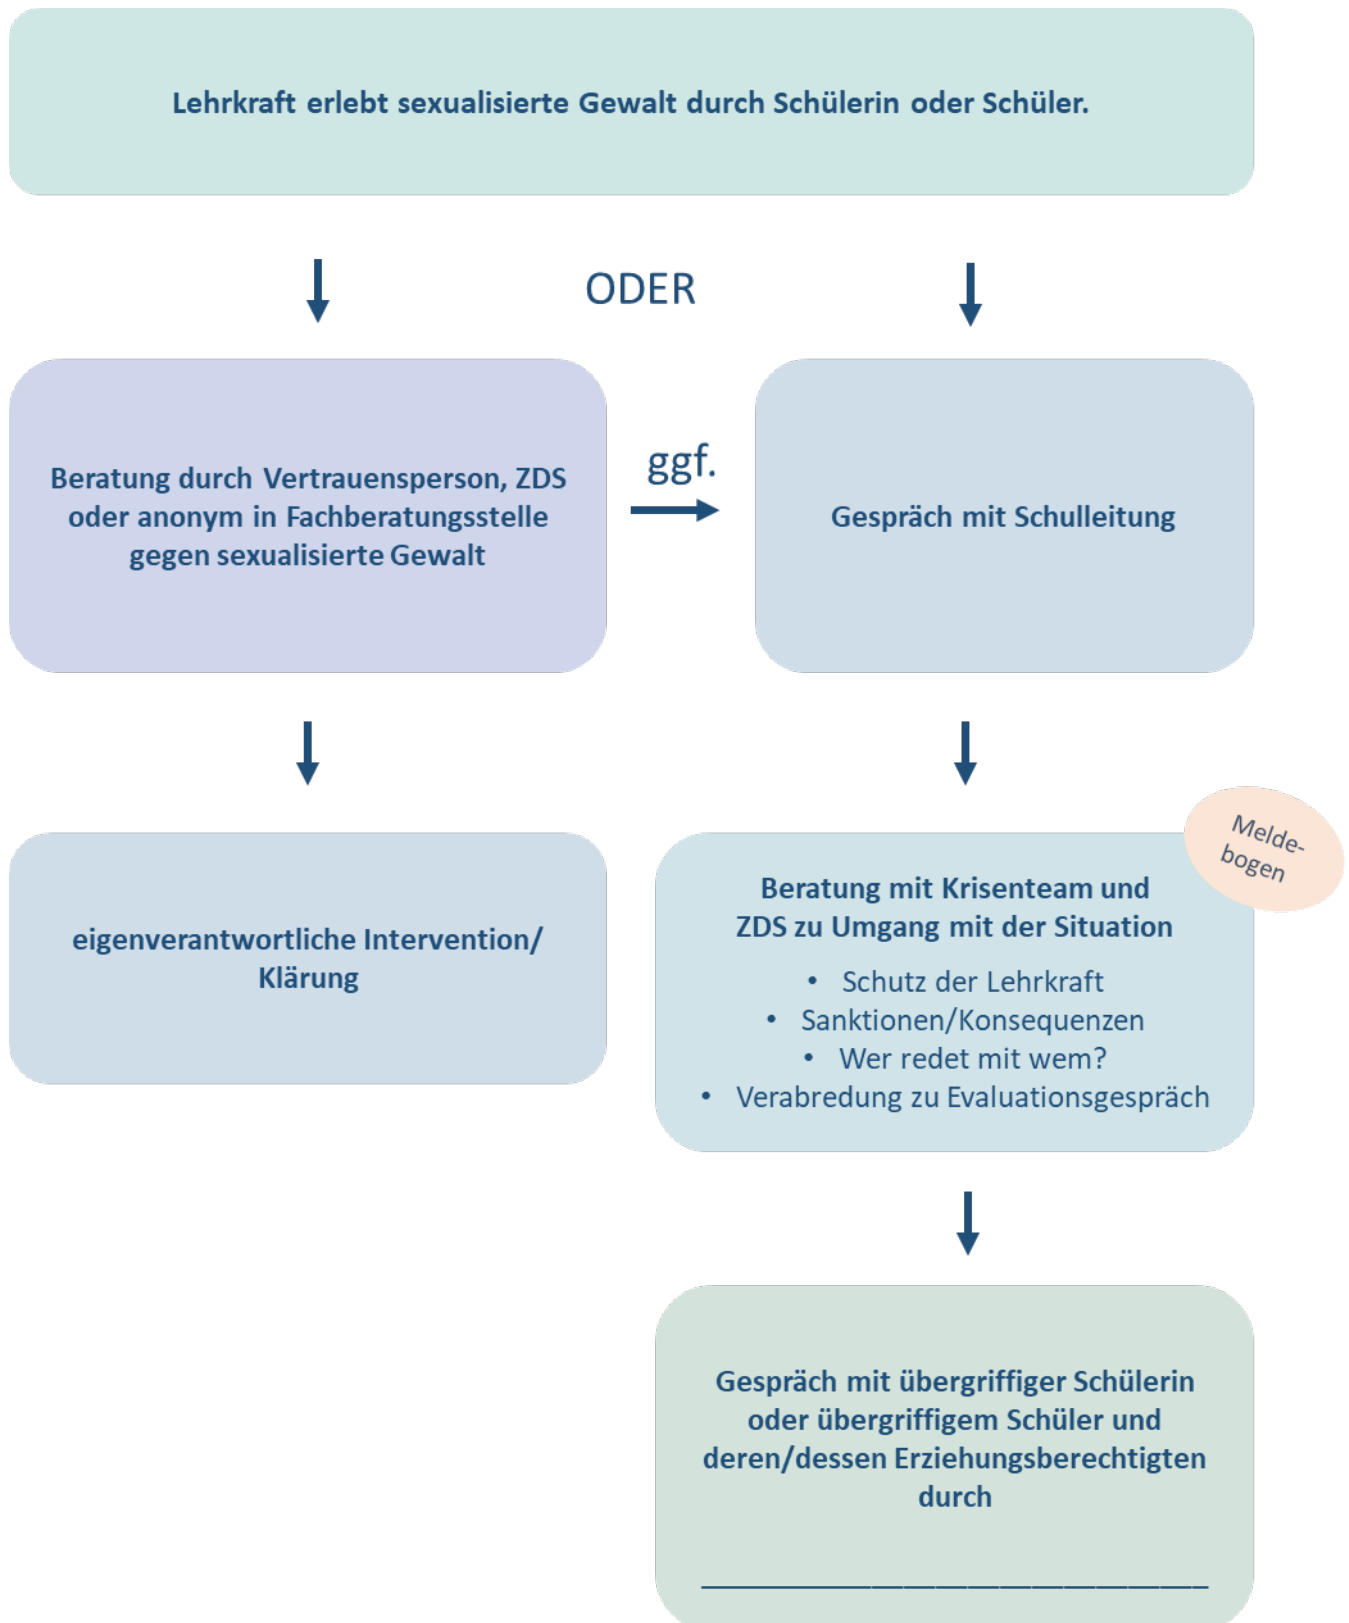 Lehrkraft erlebt sexualisierte Gewalt durch Schülerin oder Schüler.
ODER
Beratung durch Vertrauensperson, ZDS
oder anonym in Fachberatungsstelle
gegen sexualisierte Gewalt
ggf.
Gespräch mit Schulleitung
eigenverantwortliche Intervention/
Klärung
Melde-
bogen
Beratung mit Krisenteam und
ZDS zu Umgang mit der Situation
• Schutz der Lehrkraft
• Sanktionen/Konsequenzen
• Wer redet mit wem?
• Verabredung zu Evaluationsgespräch
Gespräch mit übergriffiger Schülerin
oder übergriffigem Schüler und
deren/dessen Erziehungsberechtigten
durch
________________________________